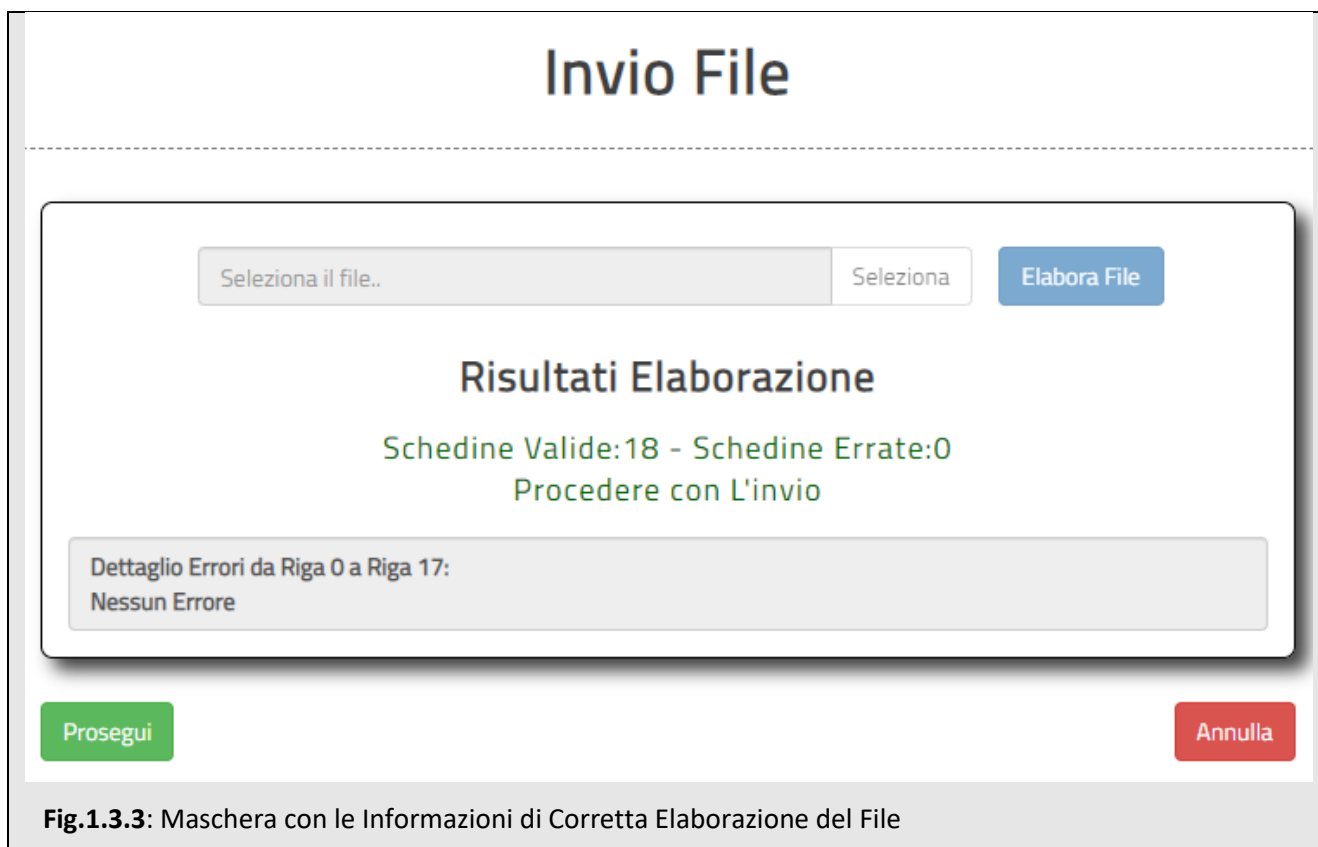 Invio File
Seleziona il file..
Seleziona
Elabora File
Risultati Elaborazione
Schedine Valide:18 - Schedine Errate:0
Procedere con L'invio
Dettaglio Errori da Riga 0 a Riga 17:
Nessun Errore
Prosegui
Annulla
Fig.1.3.3: Maschera con le Informazioni di Corretta Elaborazione del File